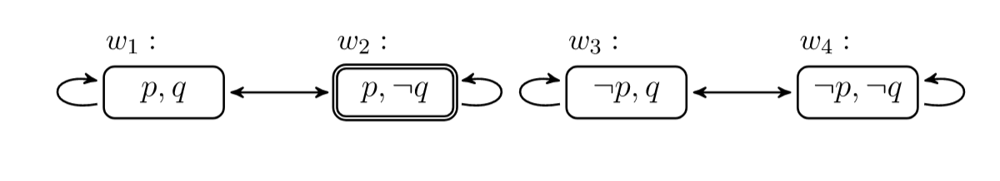 w₁ : w₂ : w₃ : w₄ :
p, q p, ¬q ¬p, q ¬p, ¬q